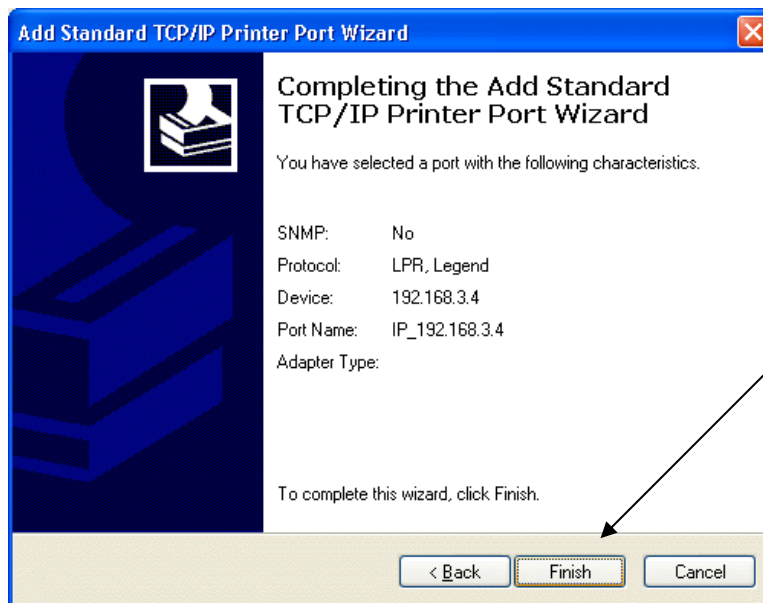 Add Standard TCP/IP Printer Port Wizard
Completing the Add Standard
TCP/IP Printer Port Wizard
You have selected a port with the following characteristics.
SNMP: No
Protocol: LPR, Legend
Device: 192.168.3.4
Port Name: IP_192.168.3.4
Adapter Type:
To complete this wizard, click Finish.
< Back Finish Cancel